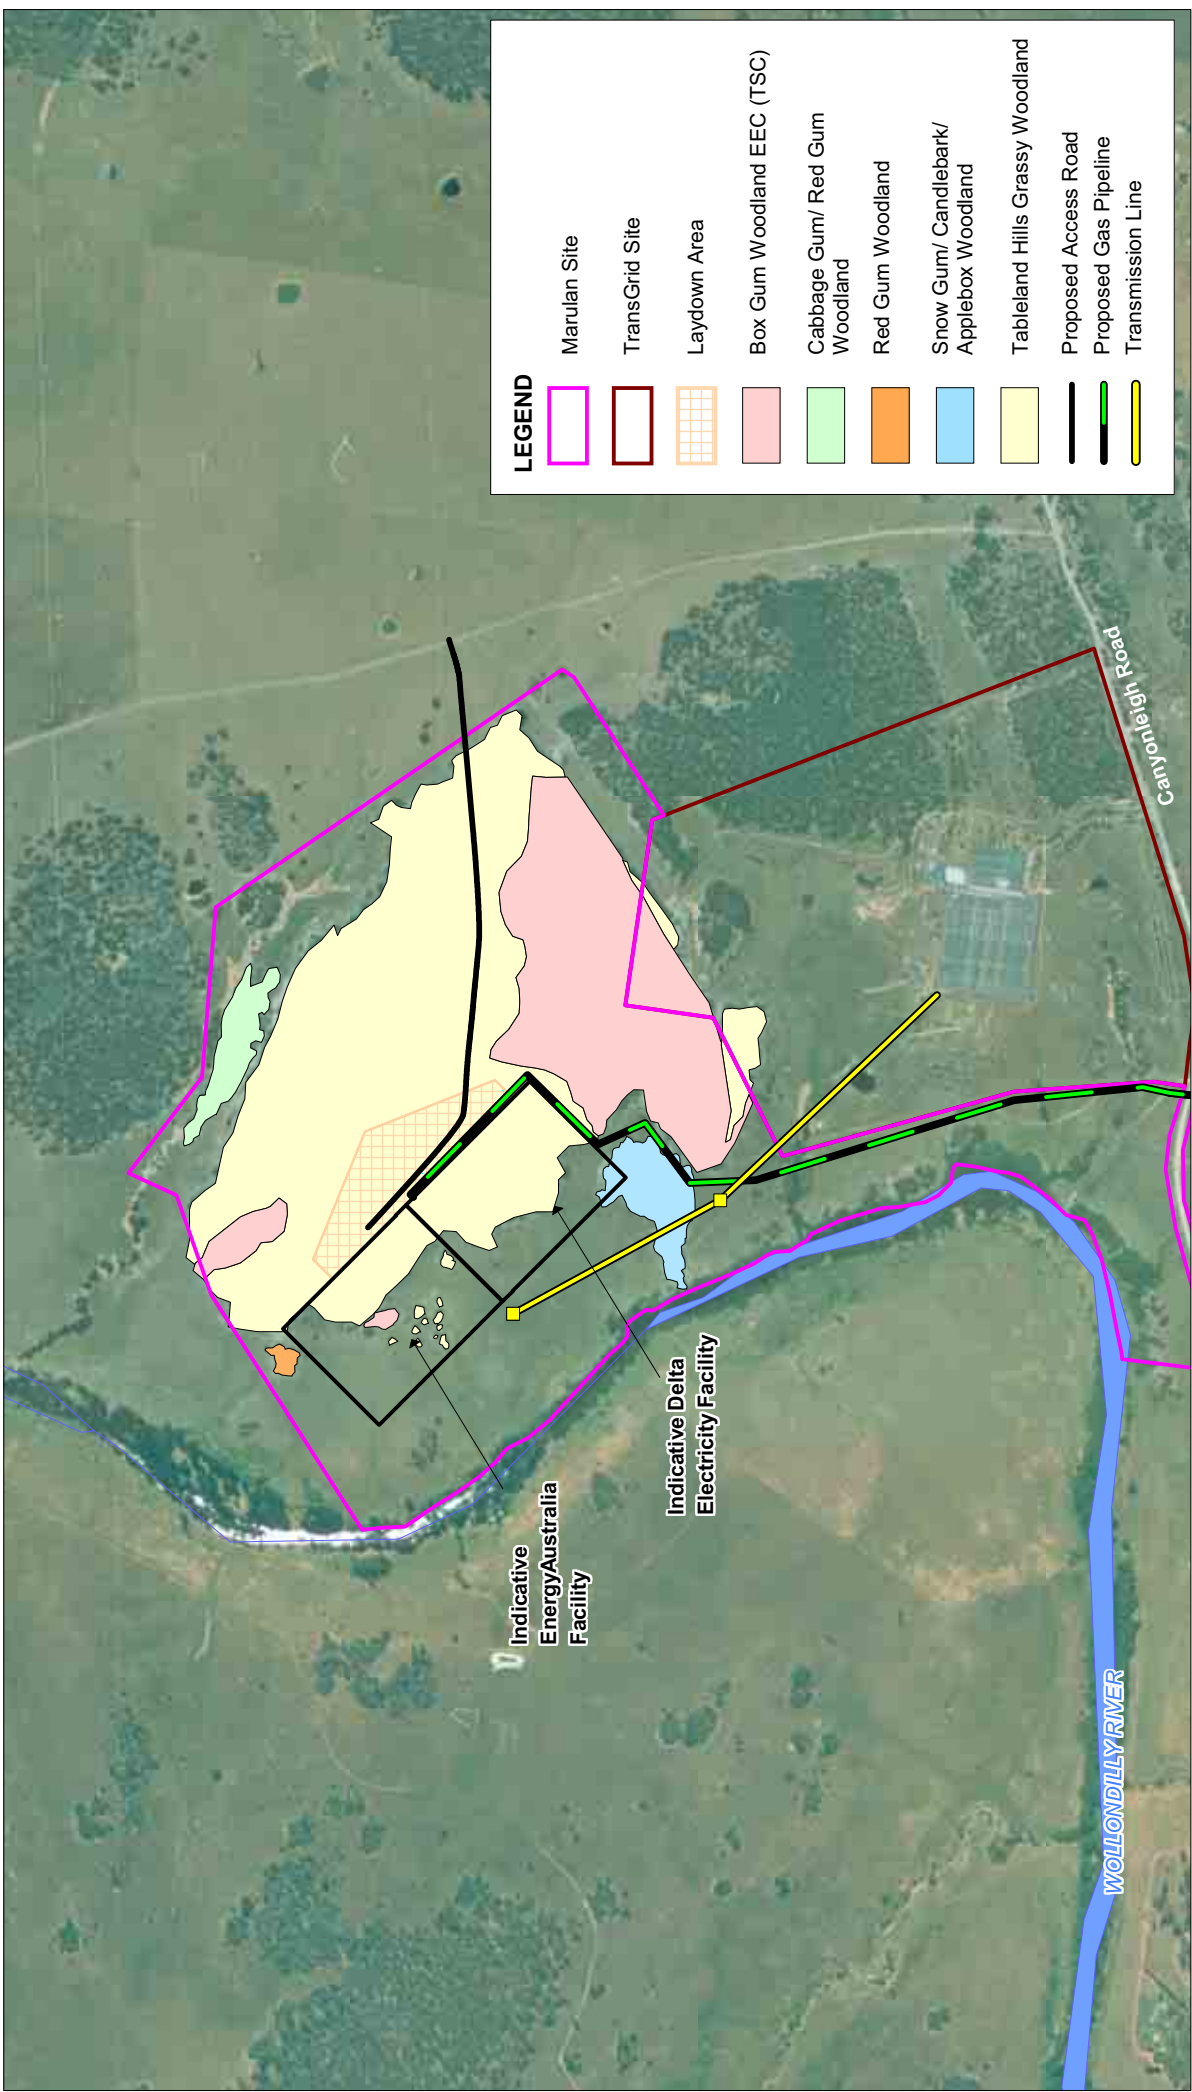 LEGEND
Marulan Site
TransGrid Site
Laydown Area
Box Gum Woodland EEC (TSC)
Cabbage Gum/ Red Gum
Woodland
Red Gum Woodland
Snow Gum/ Candlebark/
Applebox Woodland
Tableland Hills Grassy Woodland
Proposed Access Road
Proposed Gas Pipeline
Transmission Line
Indicative
EnergyAustralia
Facility
Indicative Delta
Electricity Facility
Canyonleigh Road
WOLLONDILLY RIVER